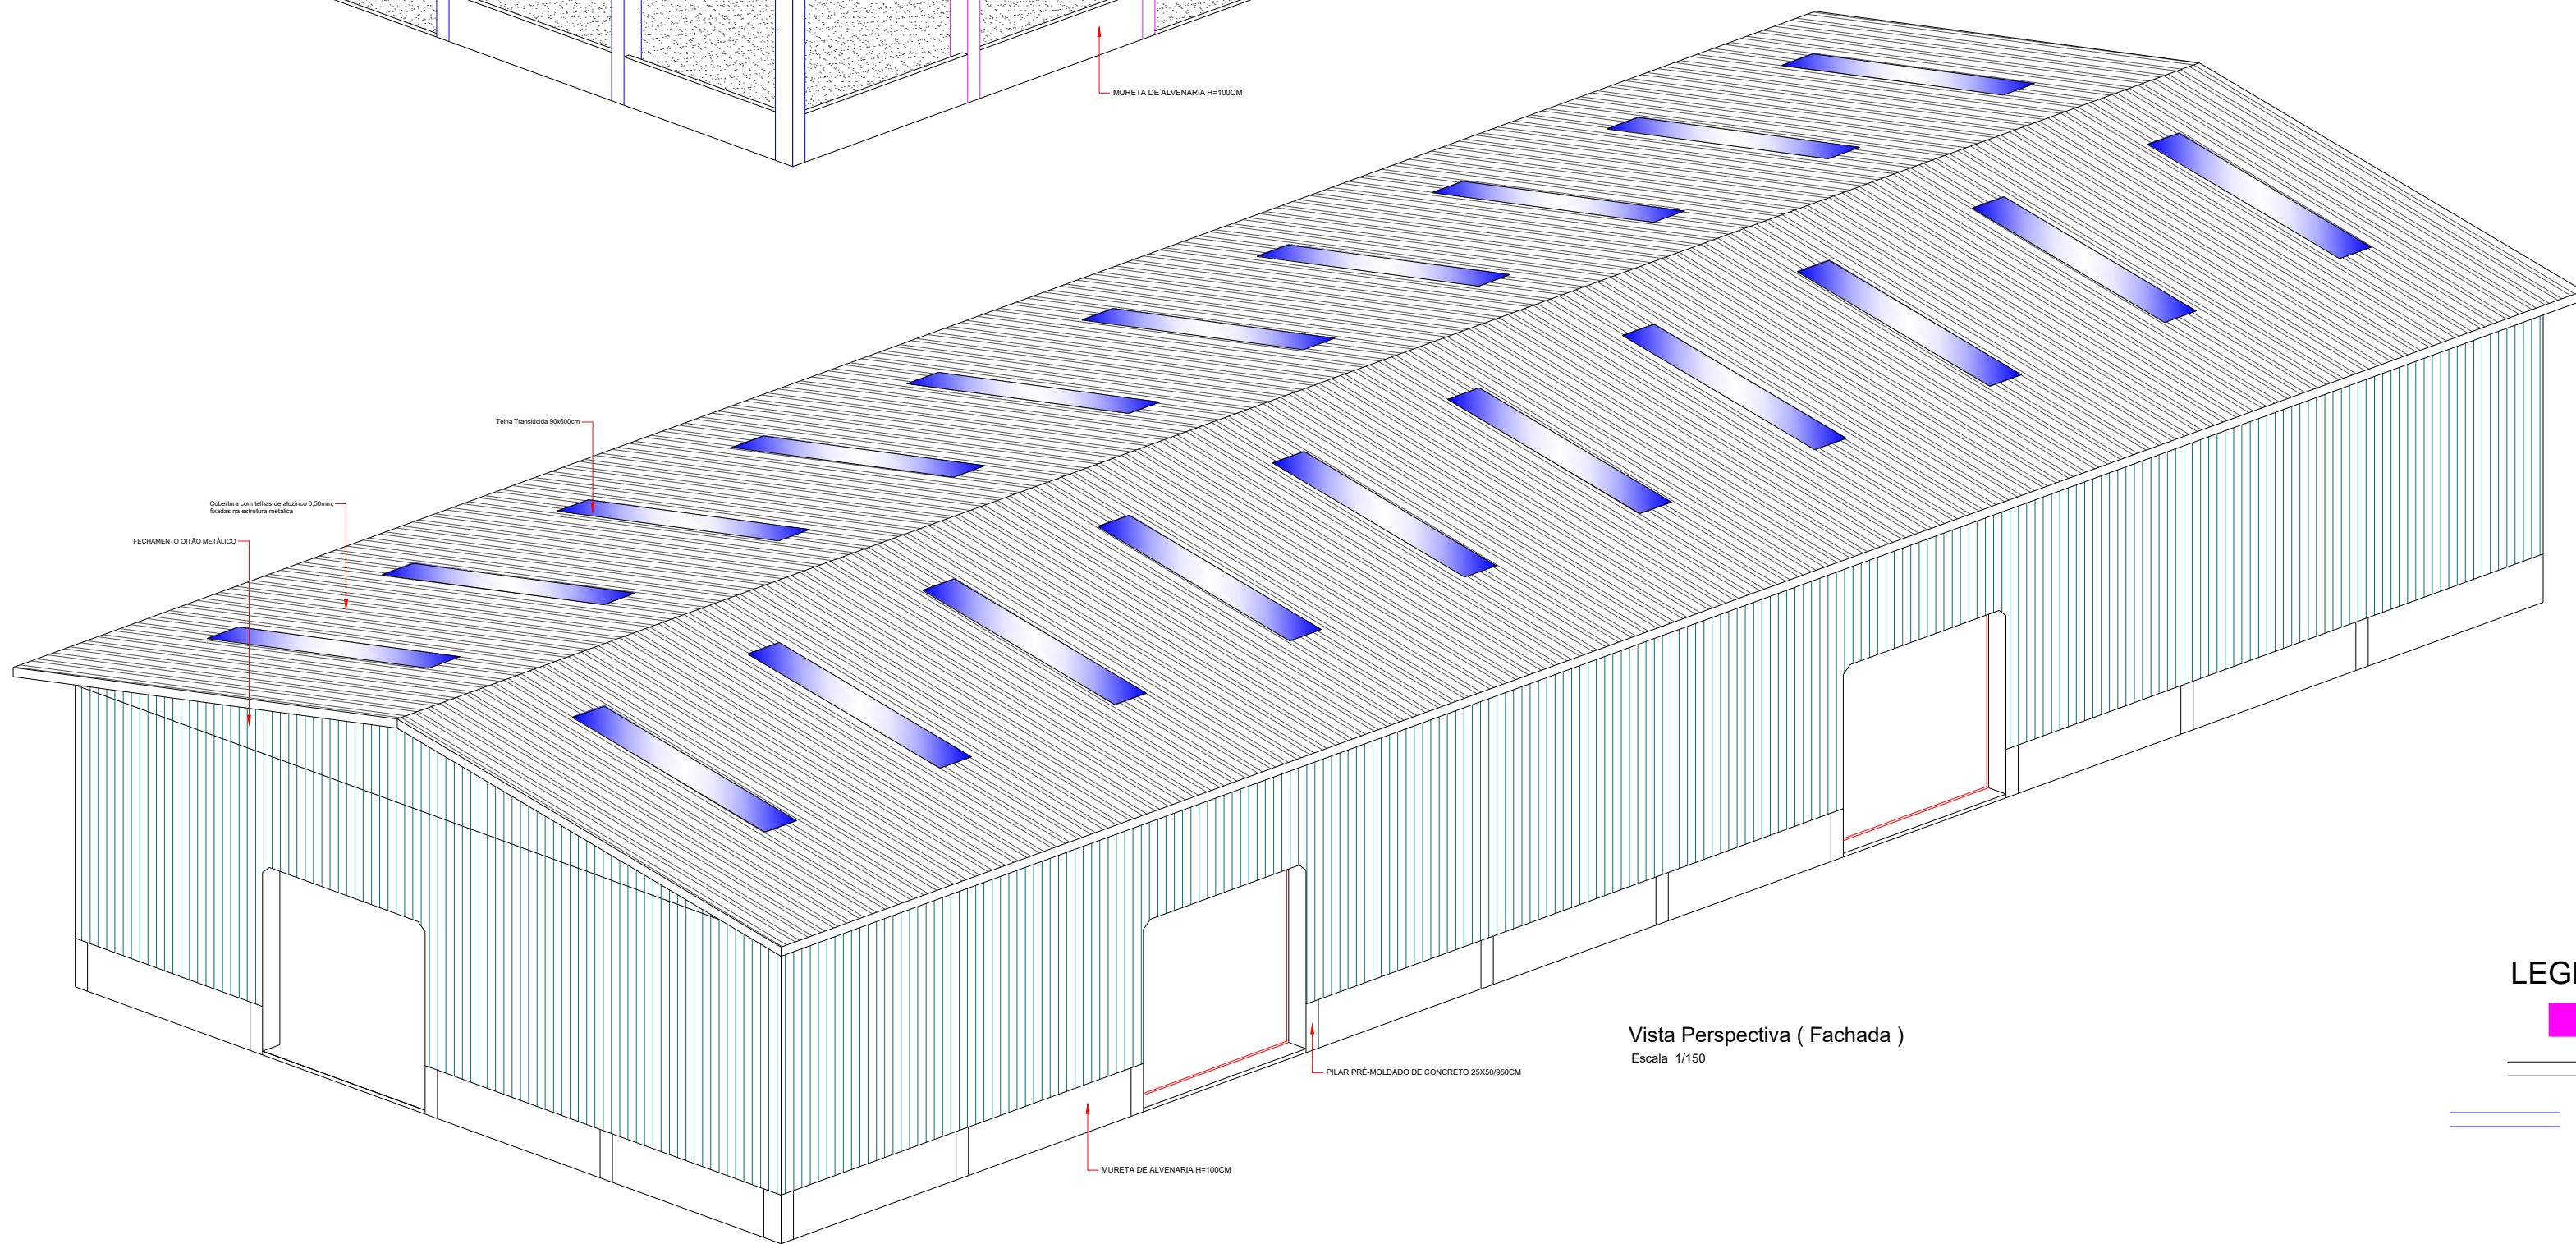 MURETA DE ALVENARIA H=100CM
Telha Translúcida 90x600cm
Cobertura com telhas de aluzinco 0,50mm,
fixadas na estrutura metálica
FECHAMENTO OITÃO METÁLICO
LEG
Vista Perspectiva ( Fachada )
Escala 1/150
PILAR PRÉ-MOLDADO DE CONCRETO 25X50/950CM
MURETA DE ALVENARIA H=100CM